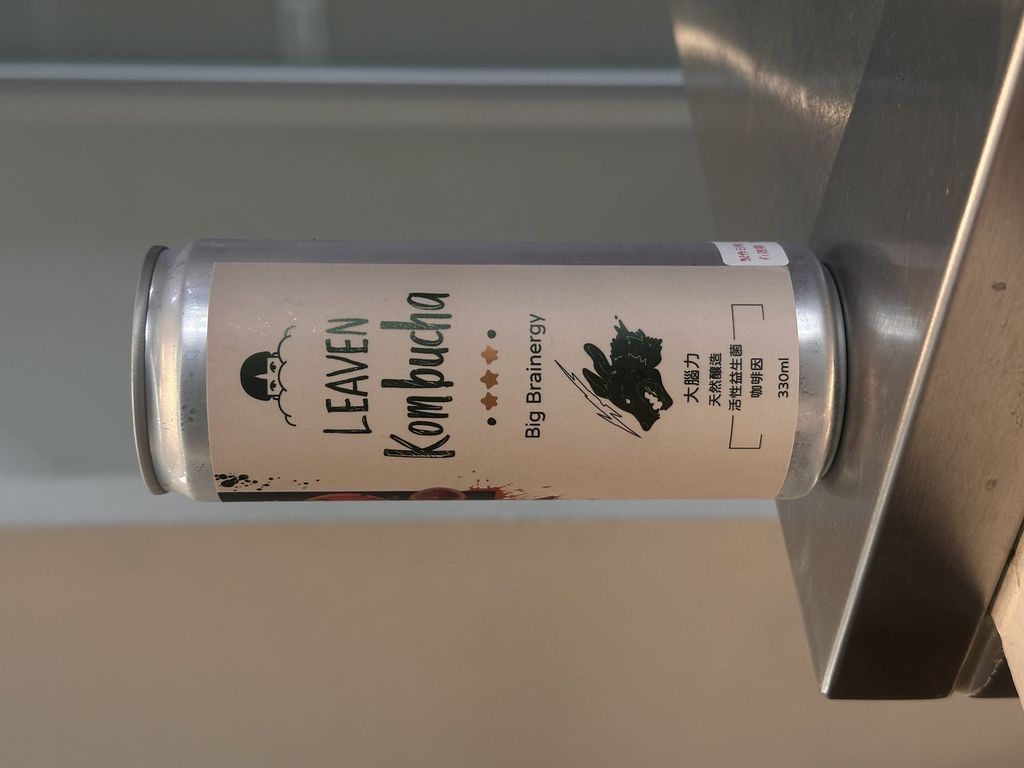 LEAVEN
Kombucha
Big Brainergy
大腦力
天然釀造
活性益生菌
咖啡因
330ml